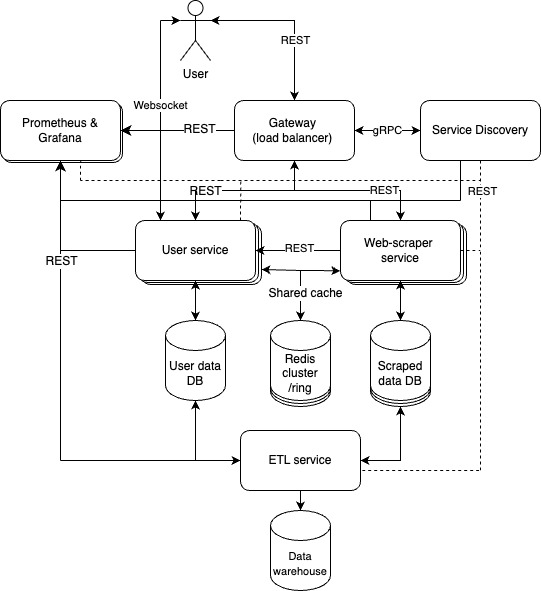 REST
User
Websocket
Prometheus &
Grafana
REST
Gateway
(load balancer)
gRPC
Service Discovery
REST
REST
REST
User service
REST
Web-scraper
service
REST
Shared cache
User data
DB
Redis
cluster
/ring
Scraped
data DB
ETL service
Data
warehouse